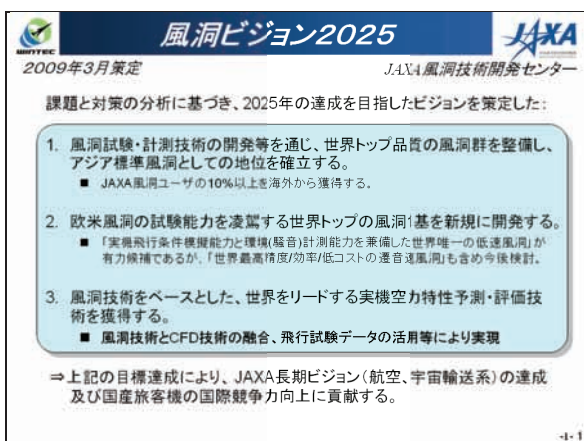 WINTEC
風洞ビジョン2025
JAXA
2009年3月策定
JAXA風洞技術開発センター
課題と対策の分析に基づき、2025年の達成を目指したビジョンを策定した:
1. 風洞試験・計測技術の開発等を通じ、世界トップ品質の風洞群を整備し、
アジア標準風洞としての地位を確立する。
■ JAXA風洞ユーザの10%以上を海外から獲得する。
2. 欧米風洞の試験能力を凌駕する世界トップの風洞1基を新規に開発する。
■ 「実機飛行条件模擬能力と環境(騒音)計測能力を兼備した世界唯一の低速風洞」が
有力候補であるが、「世界最高精度/効率/低コストの遷音速風洞」も含め今後検討。
3. 風洞技術をベースとした、世界をリードする実機空力特性予測・評価技
術を獲得する。
■ 風洞技術とCFD技術の融合、飛行試験データの活用等により実現
⇒上記の目標達成により、JAXA長期ビジョン(航空、宇宙輸送系)の達成
及び国産旅客機の国際競争力向上に貢献する。
-I- 1